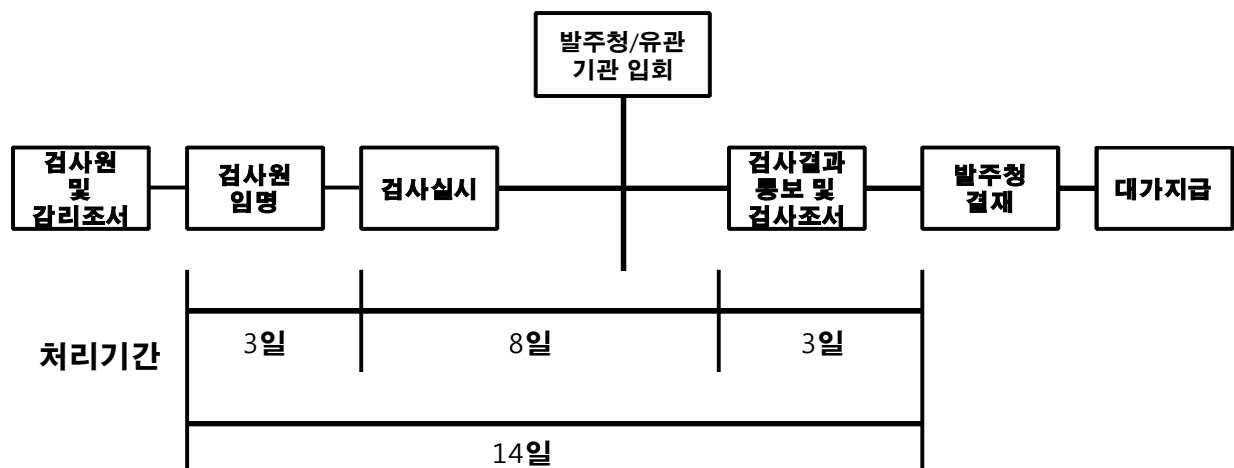 발주청/유관
기관 입회
검사원
및
감리조서
검사원
임명
검사실시
검사결과
통보 및
검사조서
발주청
결재
대가지급
처리기간
3일
8일
3일
14일